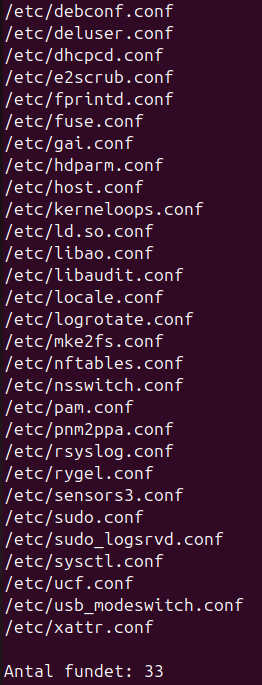 /etc/debconf.conf
/etc/deluser.conf
/etc/dhcpcd.conf
/etc/e2scrub.conf
/etc/fprintd.conf
/etc/fuse.conf
/etc/gai.conf
/etc/hdparm.conf
/etc/host.conf
/etc/kerneloops.conf
/etc/ld.so.conf
/etc/libao.conf
/etc/libaudit.conf
/etc/locale.conf
/etc/logrotate.conf
/etc/mke2fs.conf
/etc/nftables.conf
/etc/nsswitch.conf
/etc/pam.conf
/etc/pnm2ppa.conf
/etc/rsyslog.conf
/etc/rygel.conf
/etc/sensors3.conf
/etc/sudo.conf
/etc/sudo_logsrvd.conf
/etc/sysctl.conf
/etc/ucf.conf
/etc/usb_modeswitch.conf
/etc/xattr.conf
Antal fundet: 33